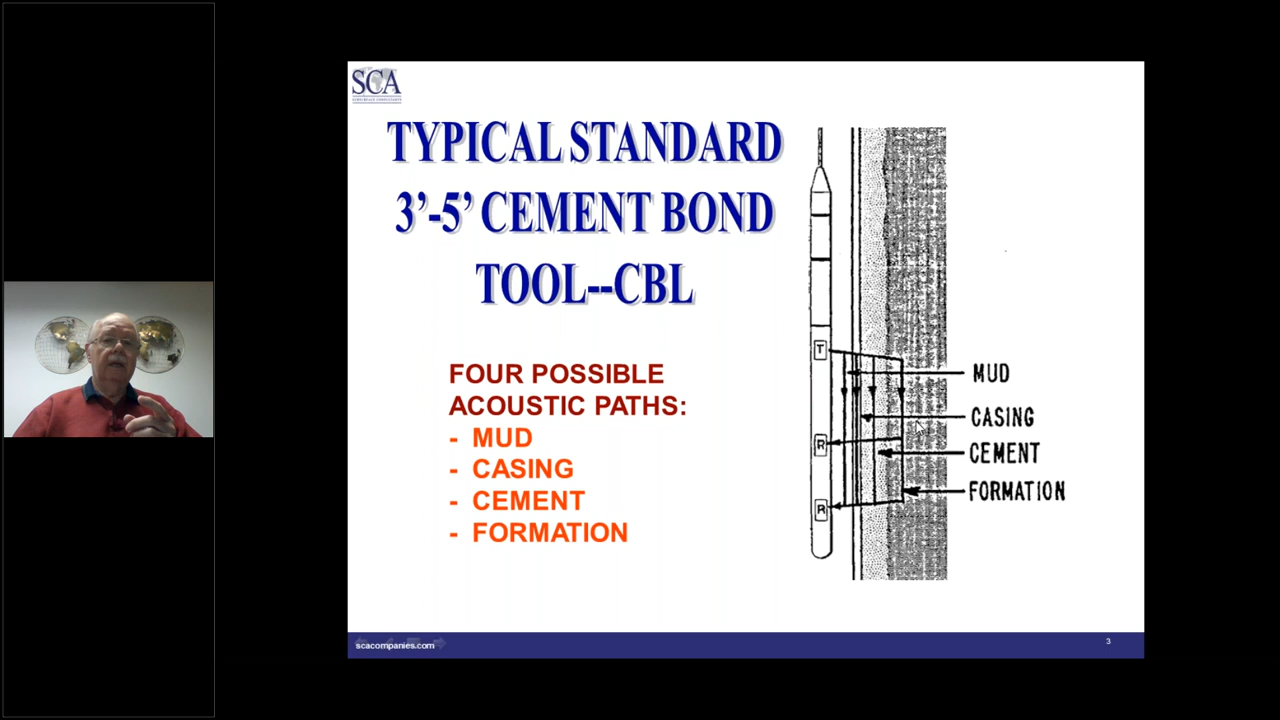 SCA
TYPICAL STANDARD
3’-5’ CEMENT BOND
TOOL--CBL
FOUR POSSIBLE
ACOUSTIC PATHS:
- MUD
- CASING
- CEMENT
- FORMATION
T
R
R
MUD
CASING
CEMENT
FORMATION
scacompanies.com
3